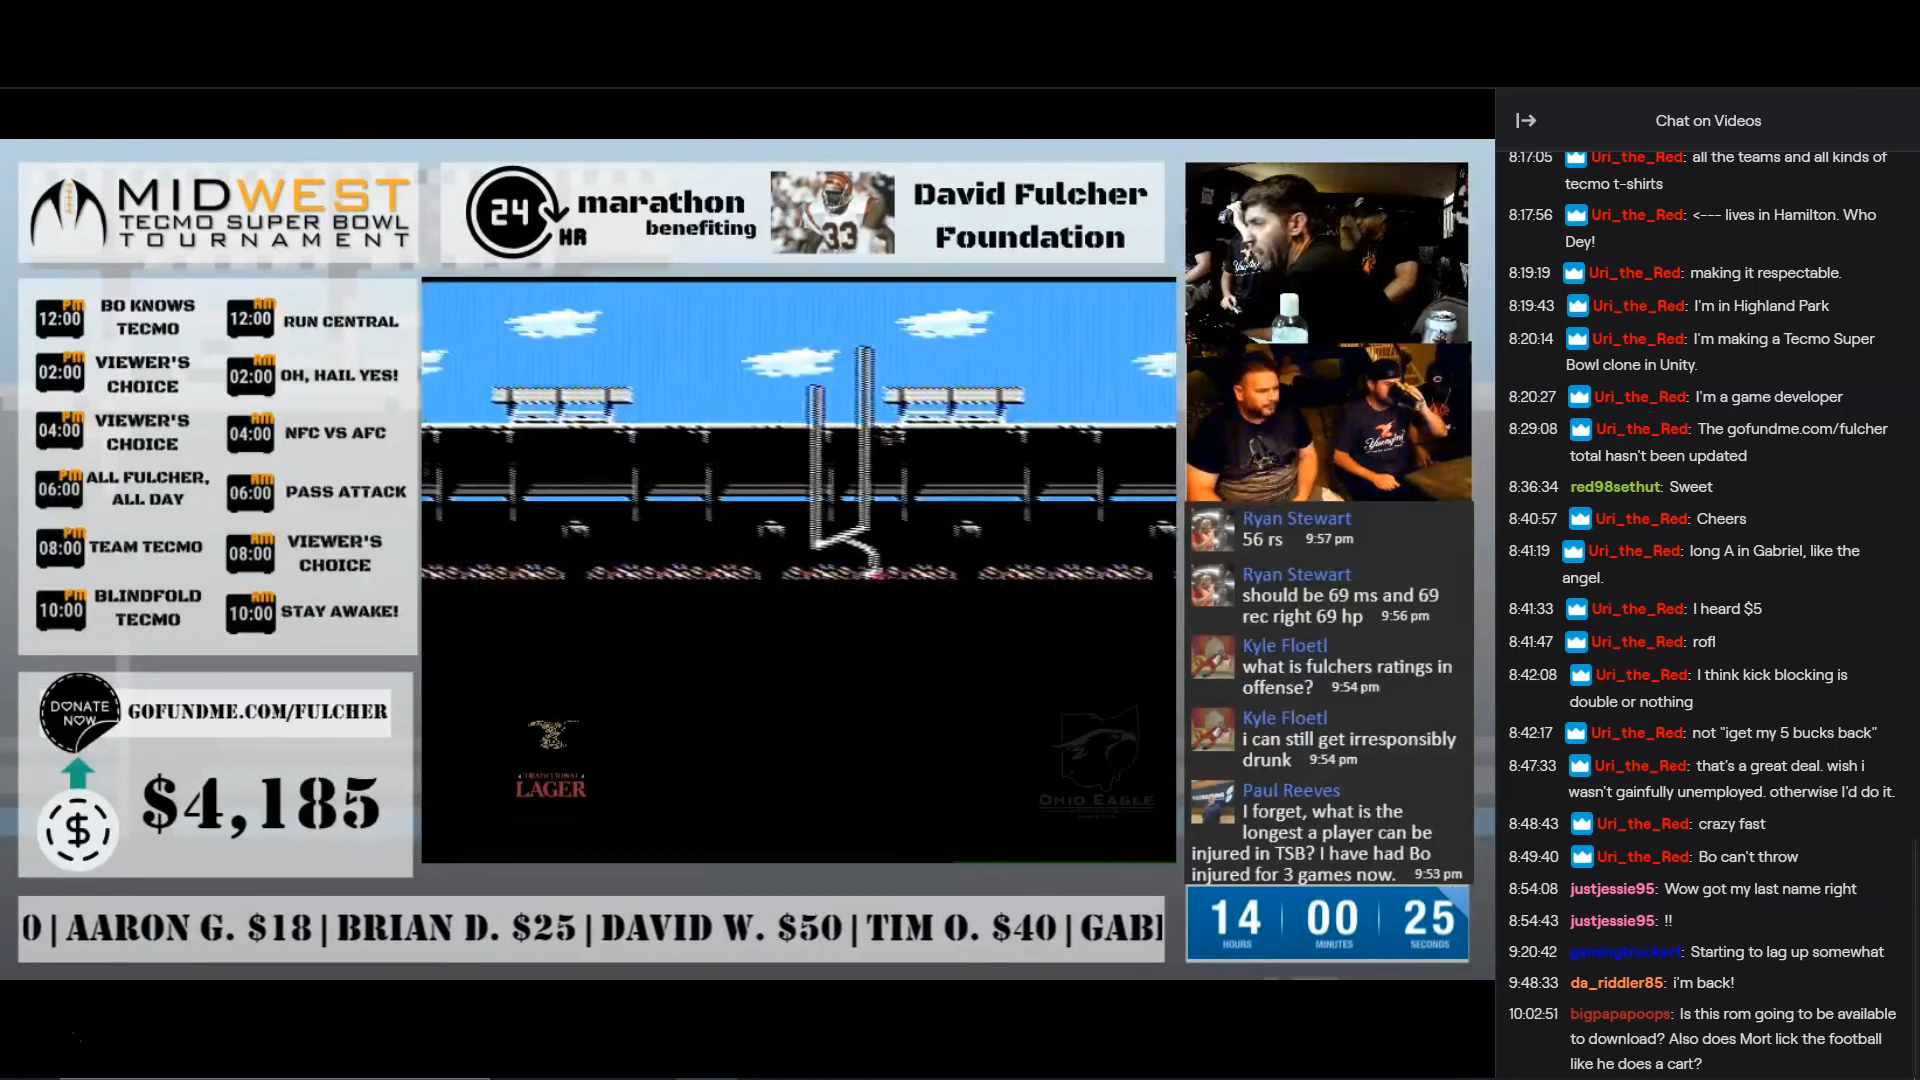 Chat on Videos
MIDWEST
TECMO SUPER BOWL
TOURNAMENT
24
HR
marathon
benefiting
33
David Fulcher
Foundation
PM
12:00
BO KNOWS
TECMO
AM
12:00
RUN CENTRAL
PM
02:00
VIEWER'S
CHOICE
AM
02:00
OH, HAIL YES!
PM
04:00
VIEWER'S
CHOICE
AM
04:00
NFC VS AFC
PM
06:00
ALL FULCHER,
ALL DAY
AM
06:00
PASS ATTACK
PM
08:00
TEAM TECMO
AM
08:00
VIEWER'S
CHOICE
PM
10:00
BLINDFOLD
TECMO
AM
10:00
STAY AWAKE!
DONATE
NOW
GOFUNDME.COM/FULCHER
$
$4,185
TRADITIONAL
LAGER
OHIO EAGLE
Yuengling
Ryan Stewart
56 rs 9:57 pm
Ryan Stewart
should be 69 ms and 69
rec right 69 hp 9:56 pm
Kyle Floetl
what is fulchers ratings in
offense? 9:54 pm
Kyle Floetl
i can still get irresponsibly
drunk 9:54 pm
Paul Reeves
I forget, what is the
longest a player can be
injured in TSB? I have had Bo
injured for 3 games now. 9:53 pm
0 | AARON G. $18 | BRIAN D. $25 | DAVID W. $50 | TIM O. $40 | GABI
14 00 25
HOURS MINUTES SECONDS
8:17:05 Uri_the_Red: all the teams and all kinds of
tecmo t-shirts
8:17:56 Uri_the_Red: <--- lives in Hamilton. Who
Dey!
8:19:19 Uri_the_Red: making it respectable.
8:19:43 Uri_the_Red: I'm in Highland Park
8:20:14 Uri_the_Red: I'm making a Tecmo Super
Bowl clone in Unity.
8:20:27 Uri_the_Red: I'm a game developer
8:29:08 Uri_the_Red: The gofundme.com/fulcher
total hasn't been updated
8:36:34 red98sethut: Sweet
8:40:57 Uri_the_Red: Cheers
8:41:19 Uri_the_Red: long A in Gabriel, like the
angel.
8:41:33 Uri_the_Red: I heard $5
8:41:47 Uri_the_Red: rofl
8:42:08 Uri_the_Red: I think kick blocking is
double or nothing
8:42:17 Uri_the_Red: not "iget my 5 bucks back"
8:47:33 Uri_the_Red: that's a great deal. wish i
wasn't gainfully unemployed. otherwise I'd do it.
8:48:43 Uri_the_Red: crazy fast
8:49:40 Uri_the_Red: Bo can't throw
8:54:08 justjessie95: Wow got my last name right
8:54:43 justjessie95: !!
9:20:42 gamingtrucker1: Starting to lag up somewhat
9:48:33 da_riddler85: i'm back!
10:02:51 bigpapapoops: Is this rom going to be available
to download? Also does Mort lick the football
like he does a cart?